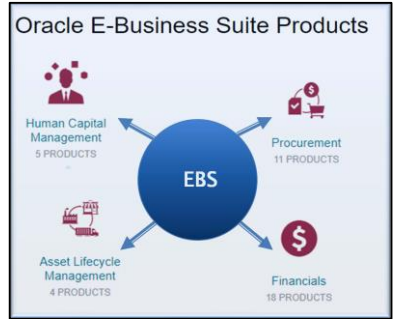 Oracle E-Business Suite Products
Human Capital
Management
5 PRODUCTS
Procurement
11 PRODUCTS
EBS
Asset Lifecycle
Management
4 PRODUCTS
Financials
18 PRODUCTS